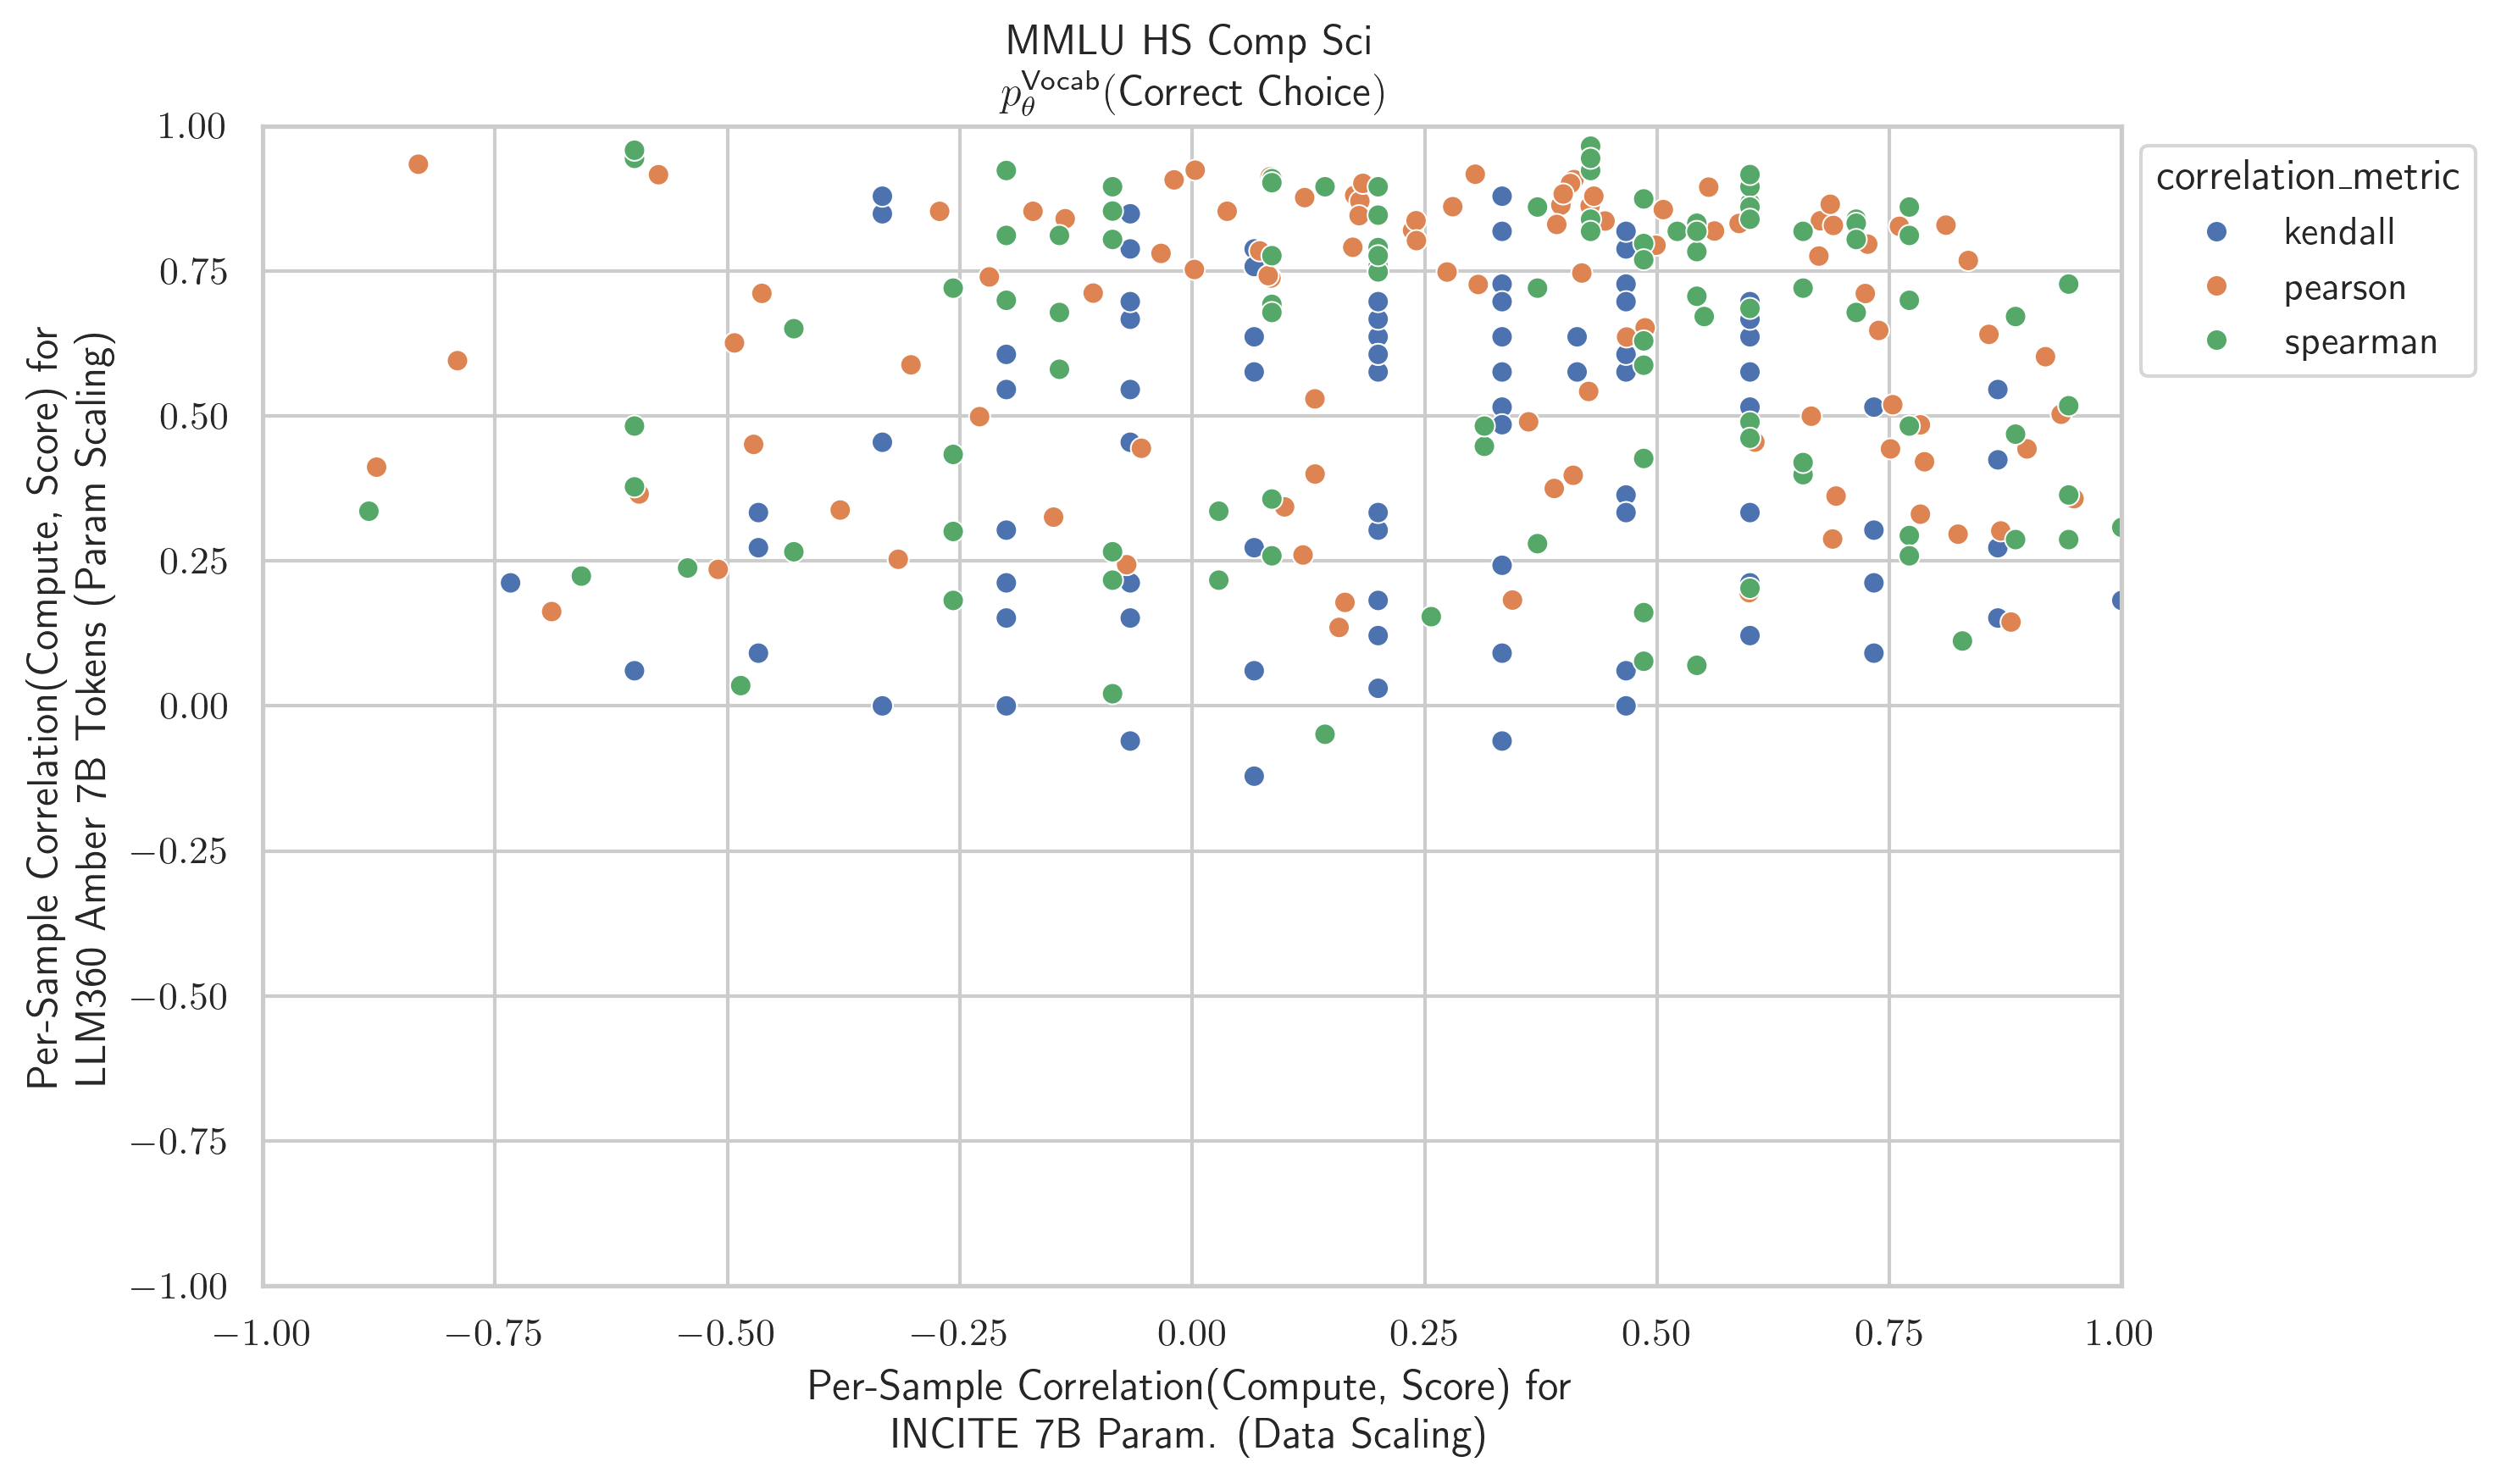 MMLU HS Comp Sci
p_θ^Vocab(Correct Choice)
Per-Sample Correlation(Compute, Score) for
LLM360 Amber 7B Tokens (Param Scaling)
1.00
0.75
0.50
0.25
0.00
−0.25
−0.50
−0.75
−1.00
−1.00 −0.75 −0.50 −0.25 0.00 0.25 0.50 0.75 1.00
Per-Sample Correlation(Compute, Score) for
INCITE 7B Param. (Data Scaling)
correlation_metric
kendall
pearson
spearman